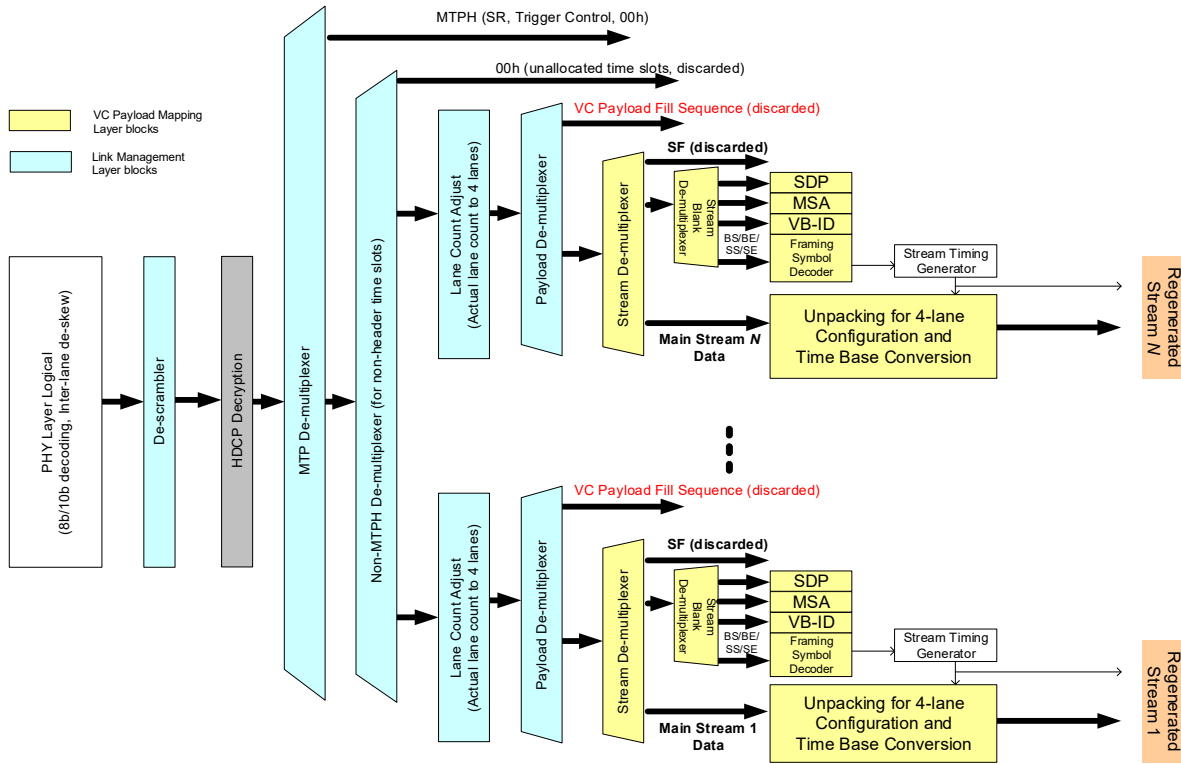 MTPH (SR, Trigger Control, 00h)
00h (unallocated time slots, discarded)
VC Payload Mapping
Layer blocks
Link Management
Layer blocks
PHY Layer Logical
(8b/10b decoding, Inter-lane de-skew)
De-scrambler
HDCP Decryption
MTP De-multiplexer
Non-MTPH De-multiplexer (for non-header time slots)
Lane Count Adjust
(Actual lane count to 4 lanes)
Payload De-multiplexer
VC Payload Fill Sequence (discarded)
Stream De-multiplexer
SF (discarded)
Stream
Blank
De-multiplexer
SDP
MSA
VB-ID
BS/BE/
SS/SE
Framing
Symbol
Decoder
Stream Timing
Generator
Main Stream N
Data
Unpacking for 4-lane
Configuration and
Time Base Conversion
Regenerated
Stream N
Lane Count Adjust
(Actual lane count to 4 lanes)
Payload De-multiplexer
VC Payload Fill Sequence (discarded)
Stream De-multiplexer
SF (discarded)
Stream
Blank
De-multiplexer
SDP
MSA
VB-ID
BS/BE/
SS/SE
Framing
Symbol
Decoder
Stream Timing
Generator
Main Stream 1
Data
Unpacking for 4-lane
Configuration and
Time Base Conversion
Regenerated
Stream 1